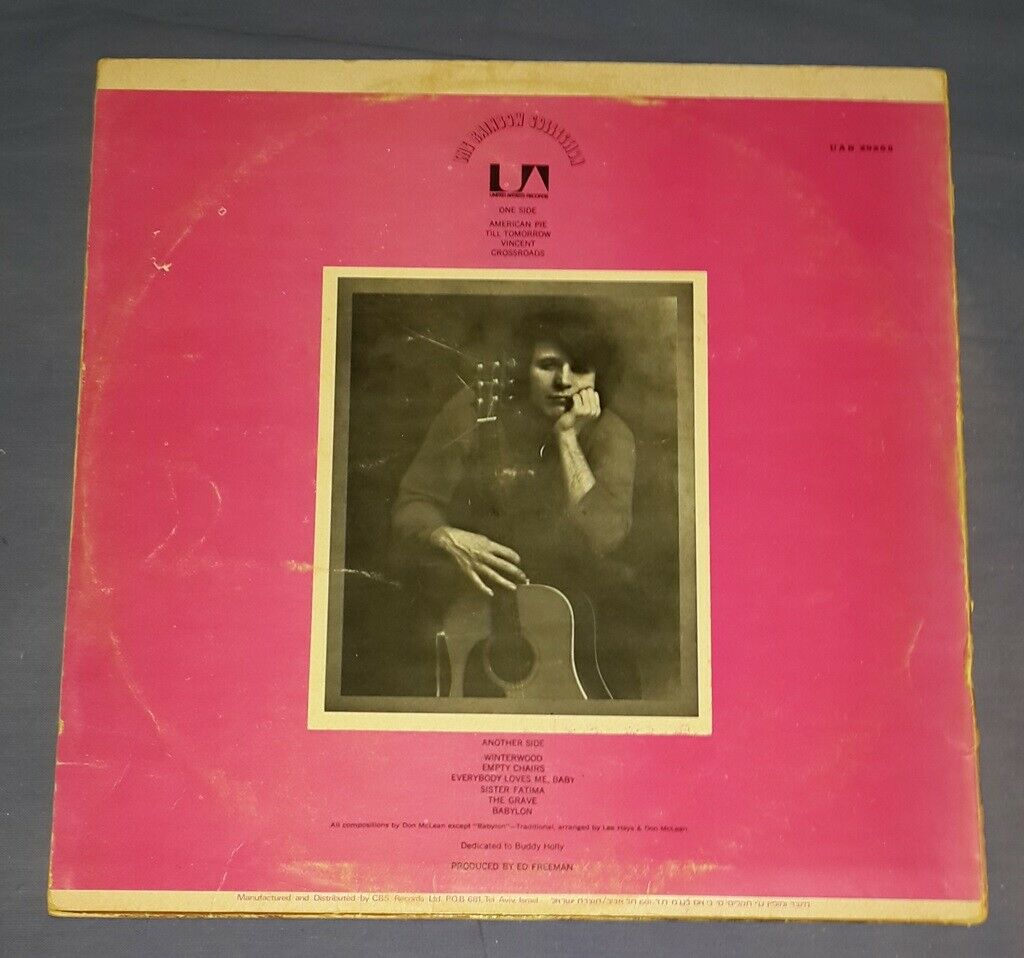 THE RAINBOW COLLECTION
UA
UNITED ARTISTS RECORDS
ONE SIDE
AMERICAN PIE
TILL TOMORROW
VINCENT
CROSSROADS
ANOTHER SIDE
WINTERWOOD
EMPTY CHAIRS
EVERYBODY LOVES ME, BABY
SISTER FATIMA
THE GRAVE
BABYLON
All compositions by Don McLean except "Babylon"—Traditional, arranged by Lee Hays & Don McLean
Dedicated to Buddy Holly
PRODUCED BY ED FREEMAN
Manufactured and Distributed by CBS Records Ltd. P.O.B 681, Tel Aviv, Israel